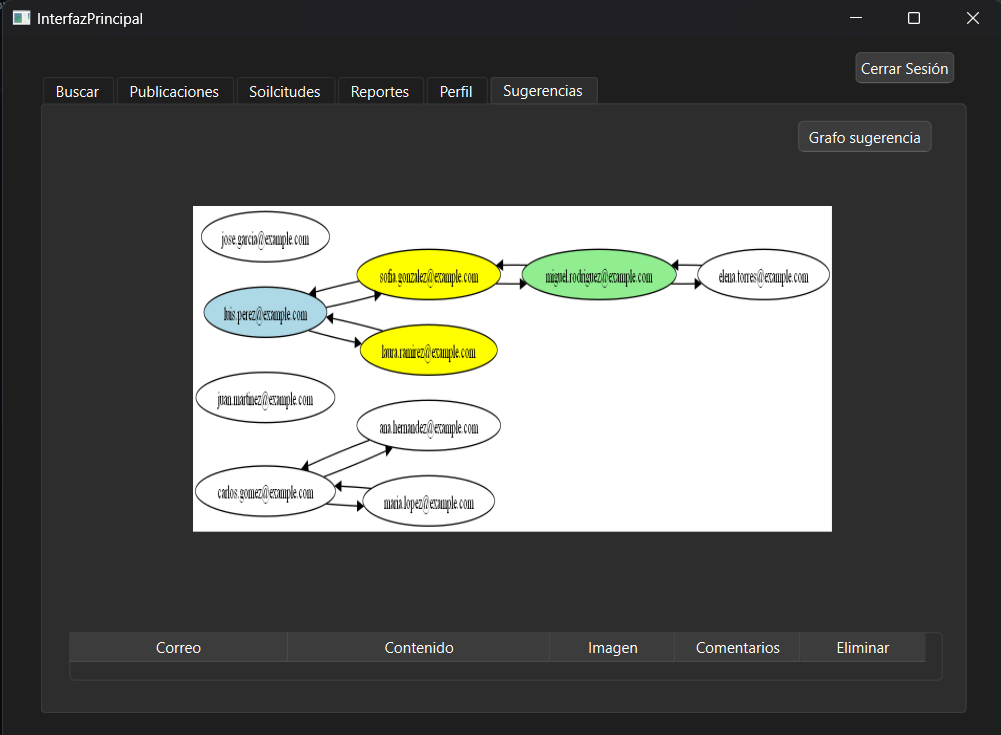 InterfazPrincipal
Cerrar Sesión
Buscar Publicaciones Soilcitudes Reportes Perfil Sugerencias
Grafo sugerencia
jose.garcia@example.com
sofia.gonzalez@example.com miguel.rodriguez@example.com elena.torres@example.com
luis.perez@example.com
laura.ramirez@example.com
juan.martinez@example.com
ana.hernandez@example.com
carlos.gomez@example.com maria.lopez@example.com
Correo Contenido Imagen Comentarios Eliminar